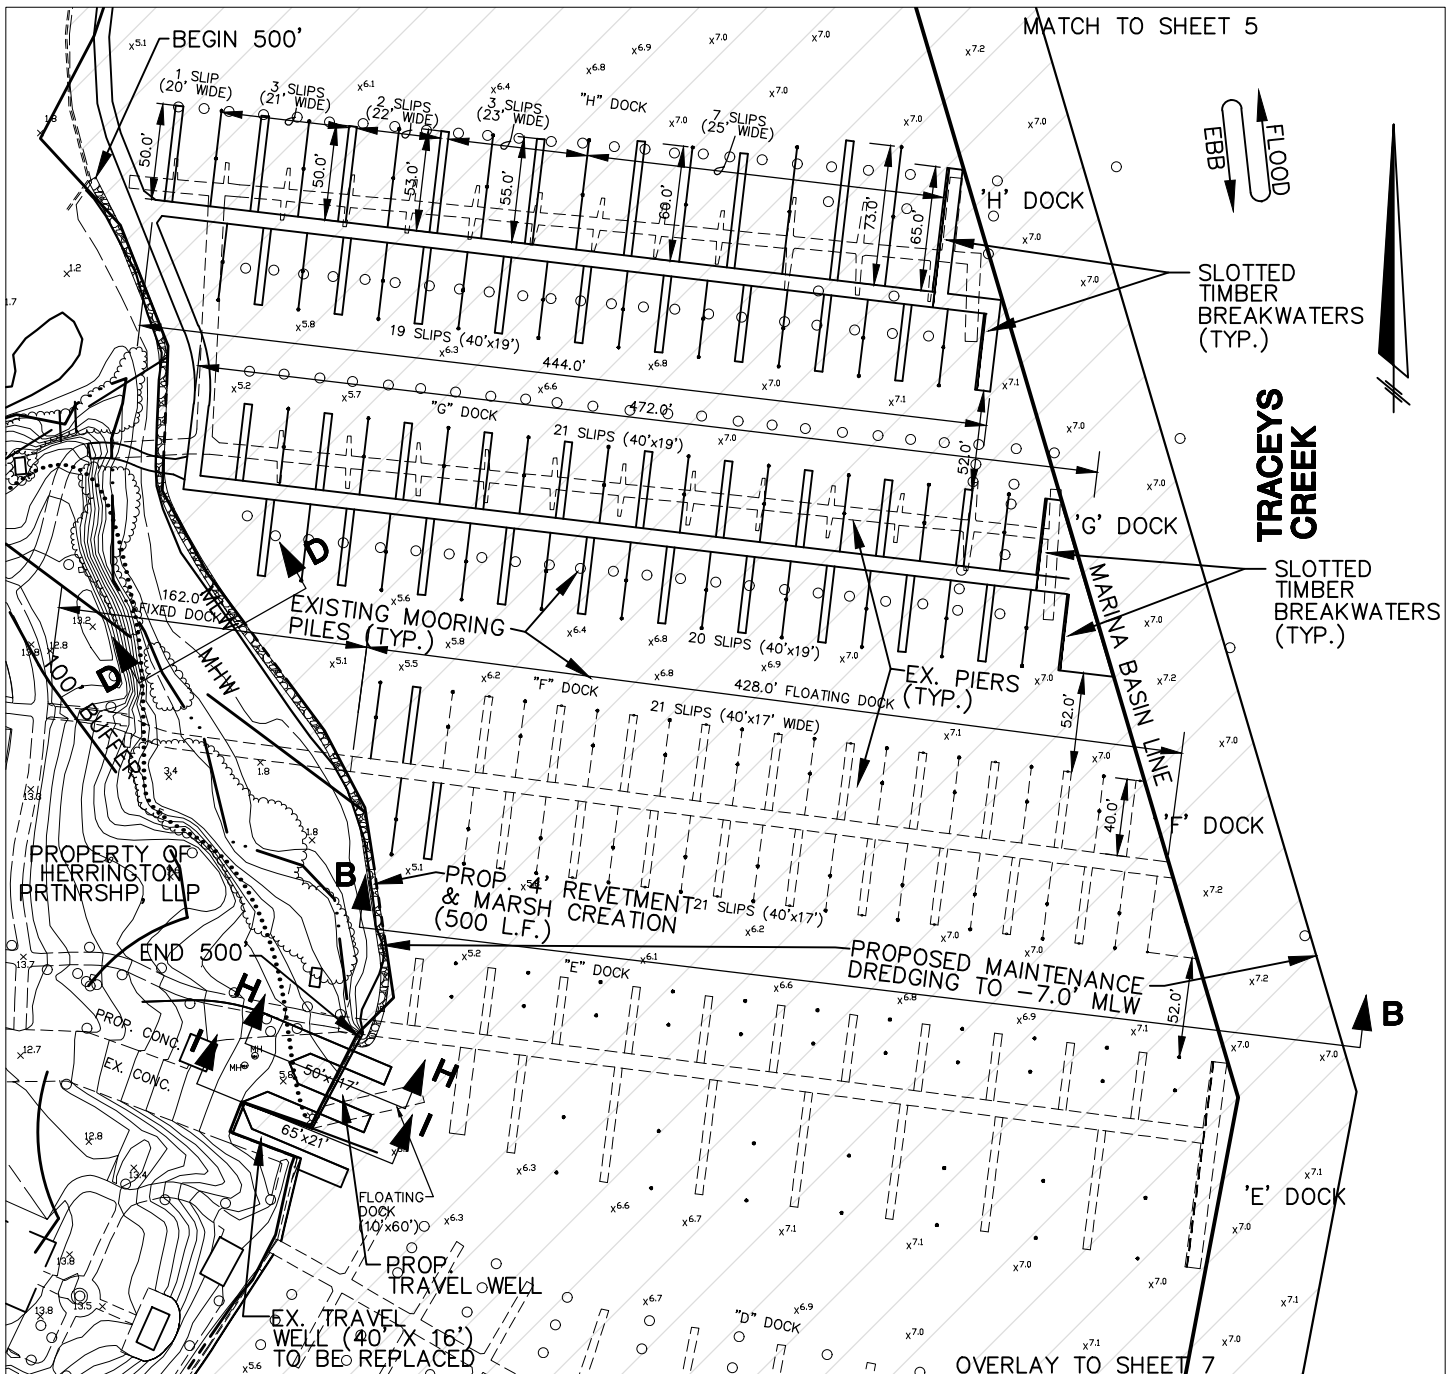 MATCH TO SHEET 5
BEGIN 500'
1 SLIP
(20' WIDE)
3 SLIPS
(21' WIDE)
2 SLIPS
(22' WIDE)
3 SLIPS
(23' WIDE)
7 SLIPS
(25' WIDE)
"H" DOCK
50.0'
50.0'
53.0'
55.0'
60.0'
73.0'
65.0'
'H' DOCK
EBB
FLOOD
SLOTTED
TIMBER
BREAKWATERS
(TYP.)
19 SLIPS (40'x19')
444.0'
472.0'
"G" DOCK
21 SLIPS (40'x19')
52.0'
TRACEYS
CREEK
'G' DOCK
SLOTTED
TIMBER
BREAKWATERS
(TYP.)
MARINA BASIN LINE
D
D
162.0'
FIXED DOCK
MHW
MHW
100'
BUFFER
EXISTING MOORING
PILES (TYP.)
20 SLIPS (40'x19')
EX. PIERS
(TYP.)
"F" DOCK
428.0' FLOATING DOCK
21 SLIPS (40'x17' WIDE)
52.0'
40.0'
'F' DOCK
PROPERTY OF
HERRINGTON
PRTNRSHP, LLP
B
PROP. 4' REVETMENT
& MARSH CREATION
(500 L.F.)
21 SLIPS (40'x17')
END 500'
"E" DOCK
PROPOSED MAINTENANCE
DREDGING TO -7.0' MLW
52.0'
B
H
I
PROP. CONC.
EX. CONC.
MH
MH
50'x17'
65'x21'
H
I
'E' DOCK
FLOATING
DOCK
(10'x60')
PROP.
TRAVEL WELL
EX. TRAVEL
WELL (40' X 16')
TO BE REPLACED
"D" DOCK
OVERLAY TO SHEET 7